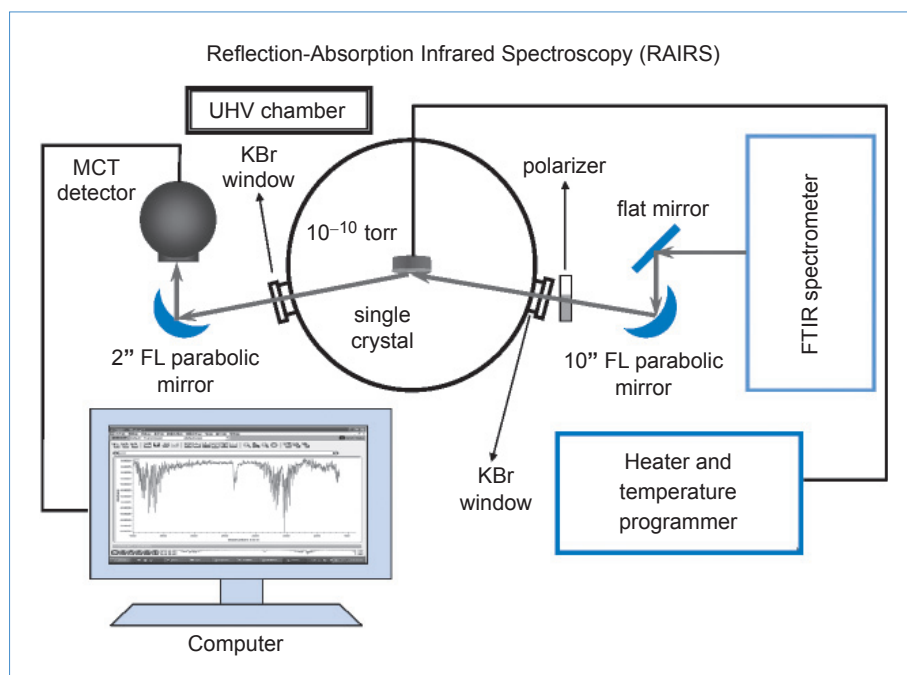 Reflection-Absorption Infrared Spectroscopy (RAIRS)
UHV chamber
MCT
detector
KBr
window
polarizer
flat mirror
10⁻¹⁰ torr
FTIR spectrometer
single
crystal
2” FL parabolic
mirror
10” FL parabolic
mirror
KBr
window
Heater and
temperature
programmer
Computer